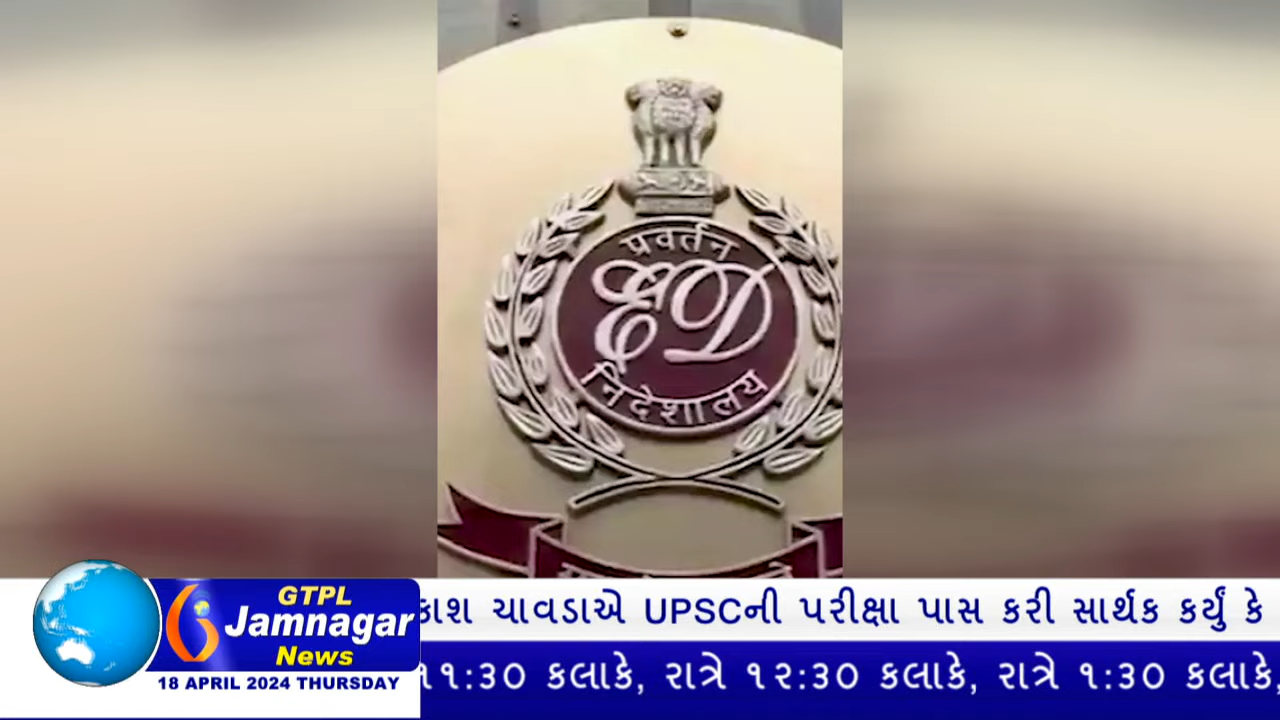 प्रवर्तन
ED
निदेशालय
GTPL
Jamnagar
News
18 APRIL 2024 THURSDAY
ચાવડાએ UPSCની પરીક્ષા પાસ કરી સાર્થક કર્યું કે
૧૧:૩૦ કલાકે, રાત્રે ૧૨:૩૦ કલાકે, રાત્રે ૧:૩૦ કલાકે,